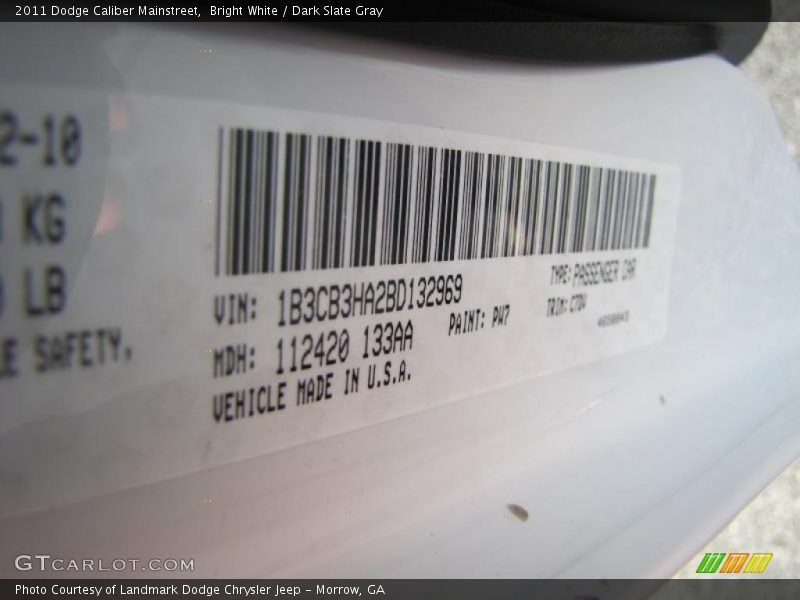 2011 Dodge Caliber Mainstreet, Bright White / Dark Slate Gray
2-10
KG
LB
SAFETY.
VIN: 1B3CB3HA2BD132969
MDH: 112420 133AA
VEHICLE MADE IN U.S.A.
PAINT: PW7
TYPE: PASSENGER CAR
TRIM: C7DV
GTCARLOT.COM
Photo Courtesy of Landmark Dodge Chrysler Jeep - Morrow, GA